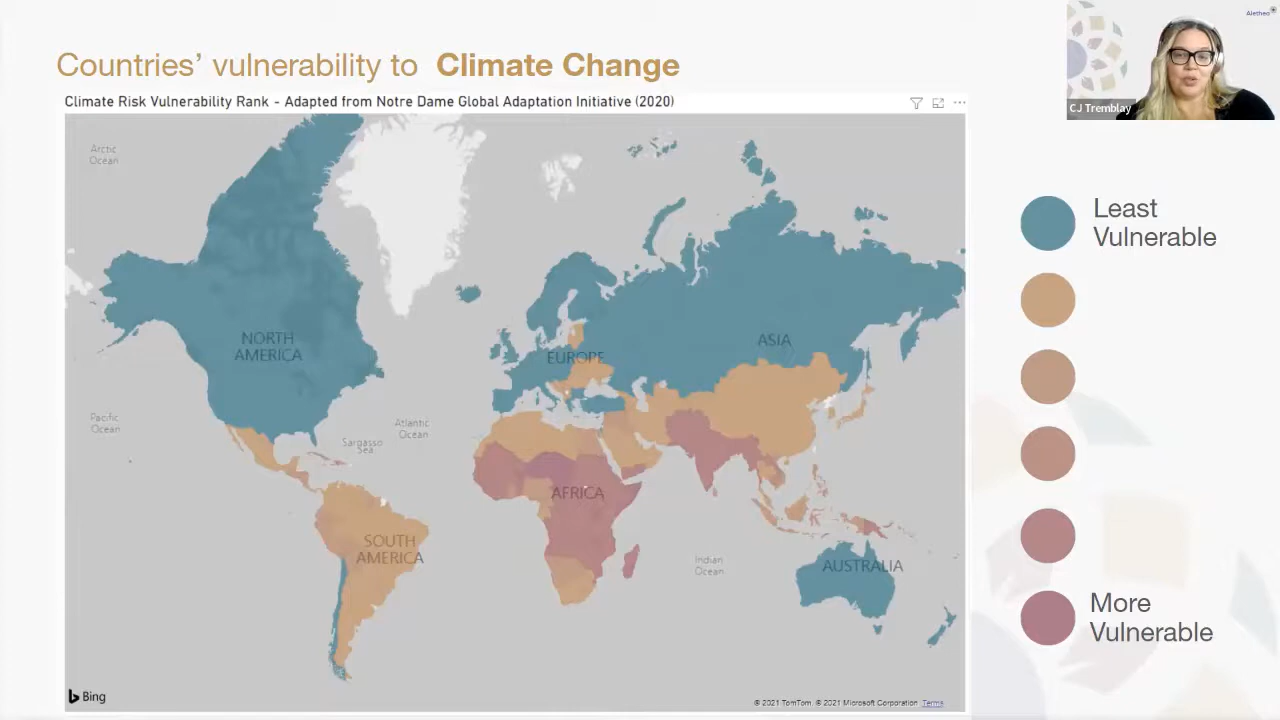 Countries' vulnerability to Climate Change
Climate Risk Vulnerability Rank - Adapted from Notre Dame Global Adaptation Initiative (2020)
Aletheo
CJ Tremblay
Arctic
Ocean
NORTH
AMERICA
EUROPE
ASIA
Pacific
Ocean
Atlantic
Ocean
Sargasso
Sea
AFRICA
SOUTH
AMERICA
Indian
Ocean
AUSTRALIA
Bing
© 2021 TomTom © 2021 Microsoft Corporation Terms
Least
Vulnerable
More
Vulnerable